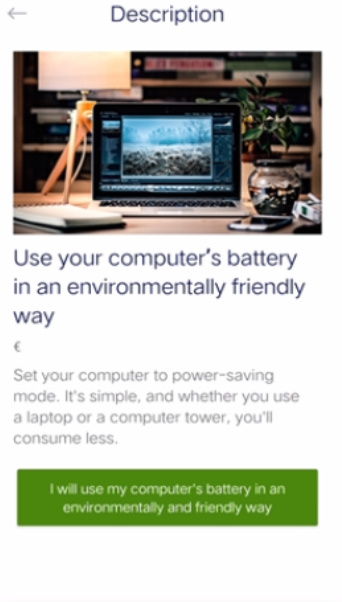 Description
Use your computer's battery
in an environmentally friendly
way
€
Set your computer to power-saving
mode. It's simple, and whether you use
a laptop or a computer tower, you'll
consume less.
I will use my computer's battery in an
environmentally and friendly way